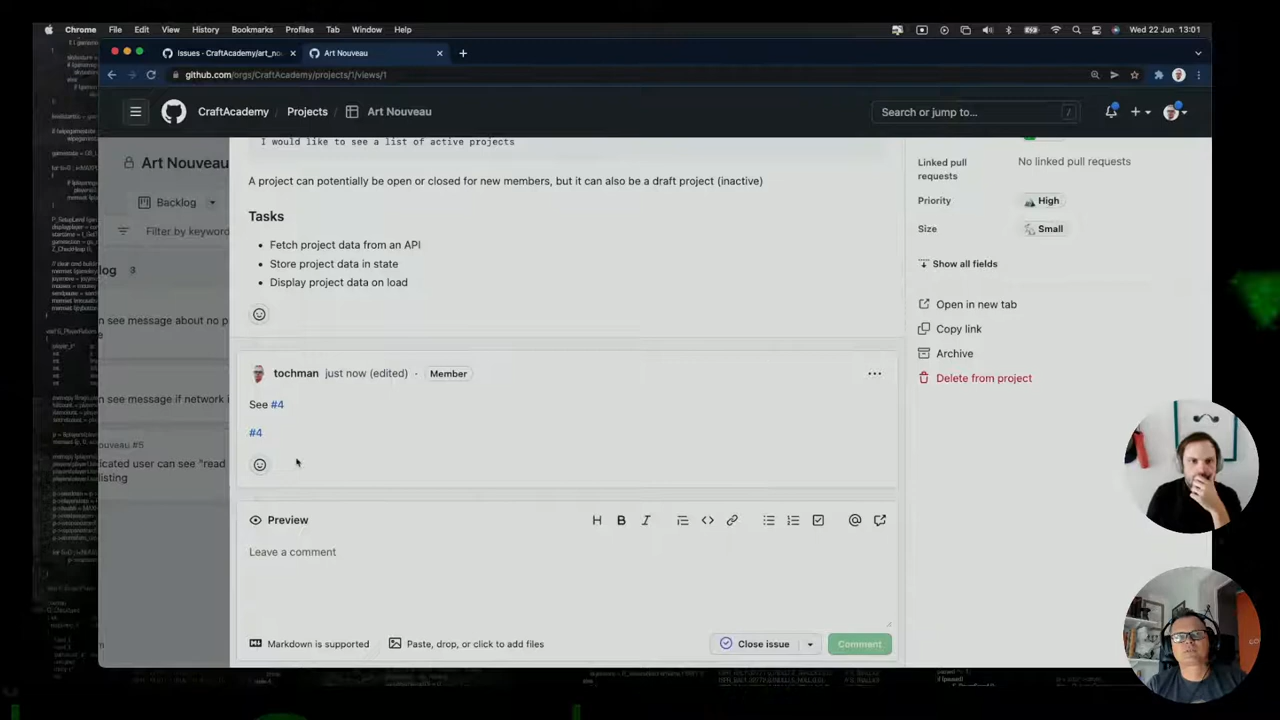 Chrome File Edit View History Bookmarks Profiles Tab Window Help Wed 22 Jun 13:01
Issues · CraftAcademy/art_no Art Nouveau
github.com/orgs/CraftAcademy/projects/1/views/1
CraftAcademy / Projects / Art Nouveau Search or jump to... /
Art Nouveau
Backlog
Filter by keyword
log 3
n see message about no p
n see message if network i
ouveau #5
ticated user can see "read
listing
I would like to see a list of active projects
A project can potentially be open or closed for new members, but it can also be a draft project (inactive)
Tasks
• Fetch project data from an API
• Store project data in state
• Display project data on load
tochman just now (edited) · Member
See #4
#4
Preview
Leave a comment
Markdown is supported Paste, drop, or click to add files Close issue Comment
Linked pull requests No linked pull requests
Priority High
Size Small
Show all fields
Open in new tab
Copy link
Archive
Delete from project